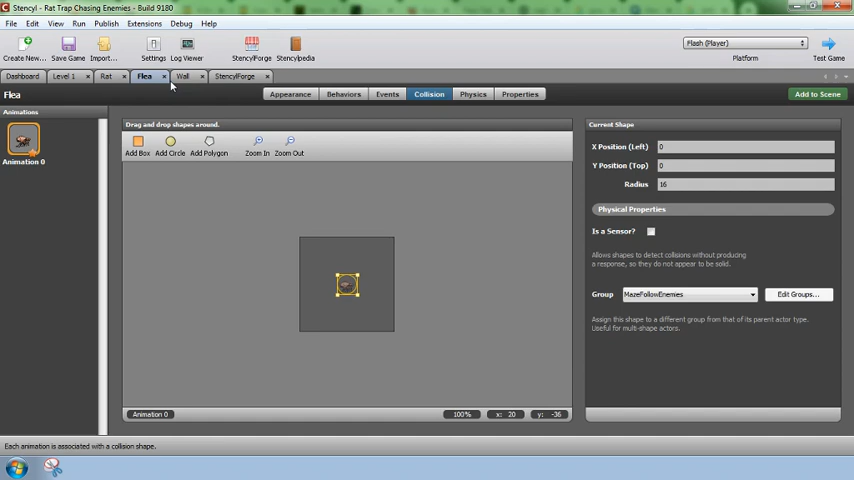 Stencyl - Rat Trap Chasing Enemies - Build 9180
File Edit View Run Publish Extensions Debug Help
Create New... Save Game Import... Settings Log Viewer StencylForge Stencylpedia
Flash (Player)
Platform Test Game
Dashboard Level 1 Rat Flea Wall StencylForge
Flea Appearance Behaviors Events Collision Physics Properties Add to Scene
Animations
Animation 0
Drag and drop shapes around.
Add Box Add Circle Add Polygon Zoom In Zoom Out
Animation 0 100% x: 20 y: -36
Current Shape
X Position (Left) 0
Y Position (Top) 0
Radius 16
Physical Properties
Is a Sensor?
Allows shapes to detect collisions without producing
a response, so they do not appear to be solid.
Group MazeFollowEnemies Edit Groups...
Assign this shape to a different group from that of its parent actor type.
Useful for multi-shape actors.
Each animation is associated with a collision shape.